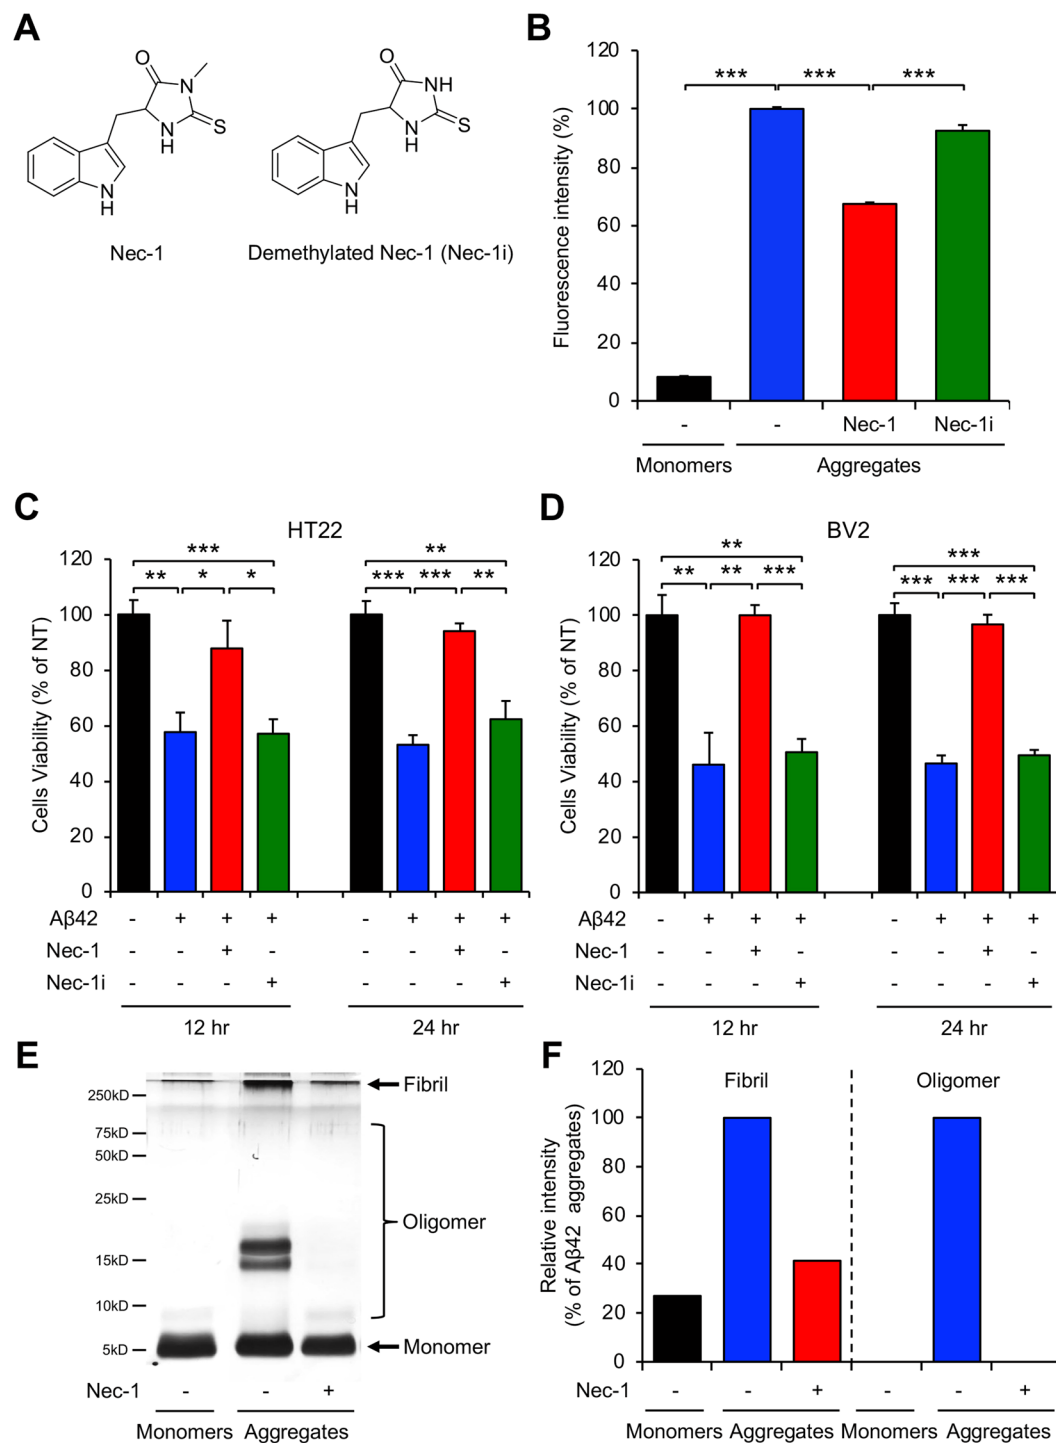 A
O
N
N
H
S
N
H
Nec-1
O
NH
N
H
S
N
H
Demethylated Nec-1 (Nec-1i)
B
Fluorescence intensity (%)
120
100
80
60
40
20
0
*** *** ***
- - Nec-1 Nec-1i
Monomers Aggregates
C
HT22
Cells Viability (% of NT)
120
100
80
60
40
20
0
*** **
** * * *** *** **
Aβ42 - + + + - + + +
Nec-1 - - + - - - + -
Nec-1i - - - + - - - +
12 hr 24 hr
D
BV2
Cells Viability (% of NT)
120
100
80
60
40
20
0
** ***
** ** *** *** *** ***
Aβ42 - + + + - + + +
Nec-1 - - + - - - + -
Nec-1i - - - + - - - +
12 hr 24 hr
E
250kD
75kD
50kD
25kD
15kD
10kD
5kD
Fibril
Oligomer
Monomer
Nec-1 - - +
Monomers Aggregates
F
Relative intensity
(% of Aβ42 aggregates)
120
100
80
60
40
20
0
Fibril Oligomer
Nec-1 - - + - - +
Monomers Aggregates Monomers Aggregates